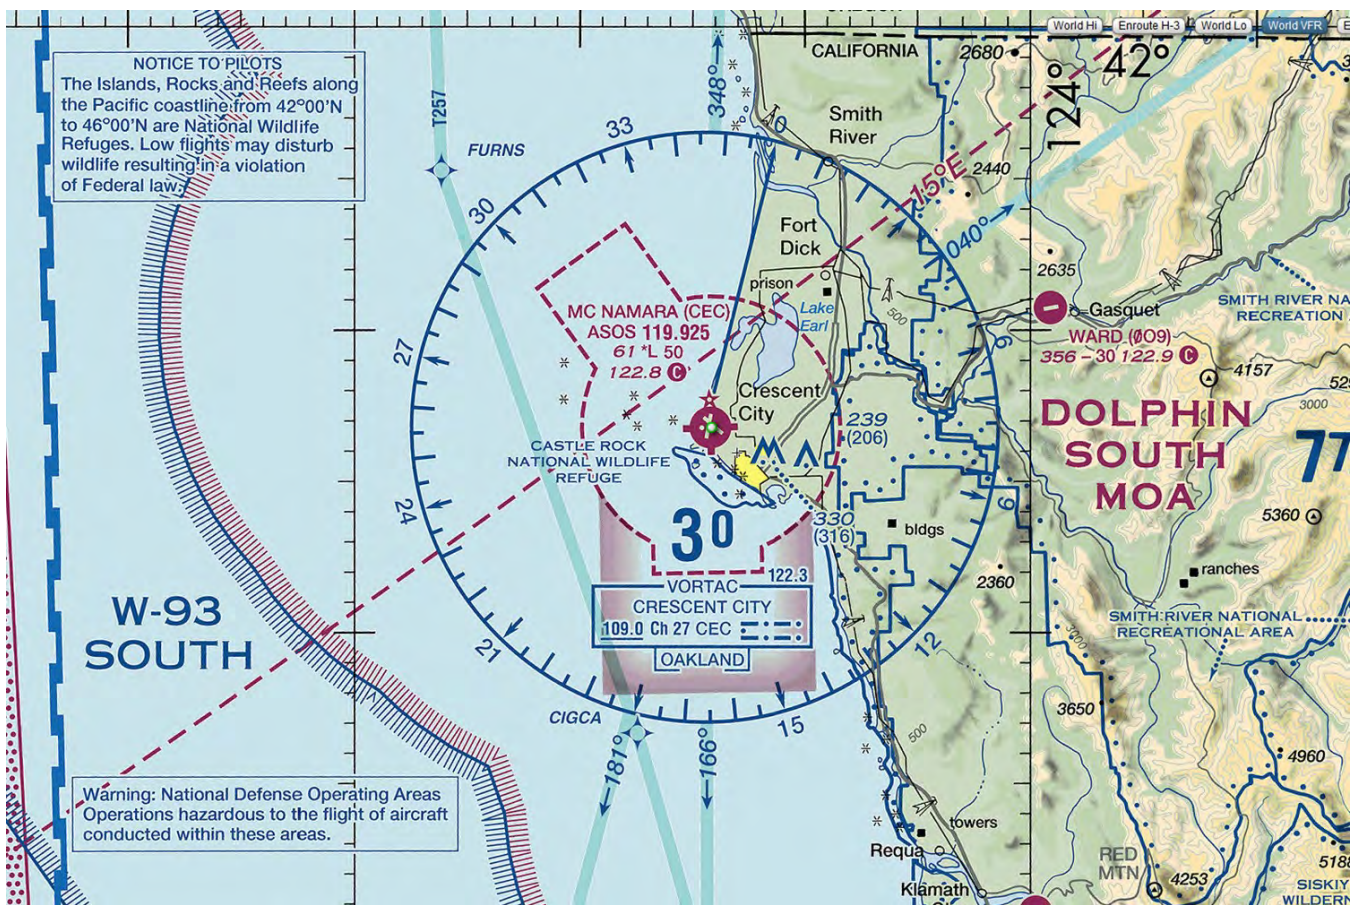 OREGON
CALIFORNIA
World Hi
Enroute H-3
World Lo
World VFR
NOTICE TO PILOTS
The Islands, Rocks and Reefs along
the Pacific coastline from 42°00'N
to 46°00'N are National Wildlife
Refuges. Low flights may disturb
wildlife resulting in a violation
of Federal law.
T257
FURNS
348°
2680
42°
124°
Smith
River
2440
15°E
040°
2635
33
0
30
27
24
21
15
12
6
Fort
Dick
prison
Lake
Earl
500
Gasquet
SMITH RIVER NA
RECREATION
MC NAMARA (CEC)
ASOS 119.925
61 *L 50
122.8 C
WARD (Ø09)
356 - 30 122.9 C
4157
3000
Crescent
City
239
(206)
DOLPHIN
SOUTH
MOA
77
CASTLE ROCK
NATIONAL WILDLIFE
REFUGE
30
330
(316)
bldgs
5360
2360
ranches
122.3
VORTAC
CRESCENT CITY
109.0 Ch 27 CEC
OAKLAND
SMITH RIVER NATIONAL
RECREATIONAL AREA
3000
W-93
SOUTH
CIGCA
181°
166°
500
3650
4960
Warning: National Defense Operating Areas
Operations hazardous to the flight of aircraft
conducted within these areas.
towers
Requa
Klamath
RED
MTN
4253
5188
SISKIY
WILDERN